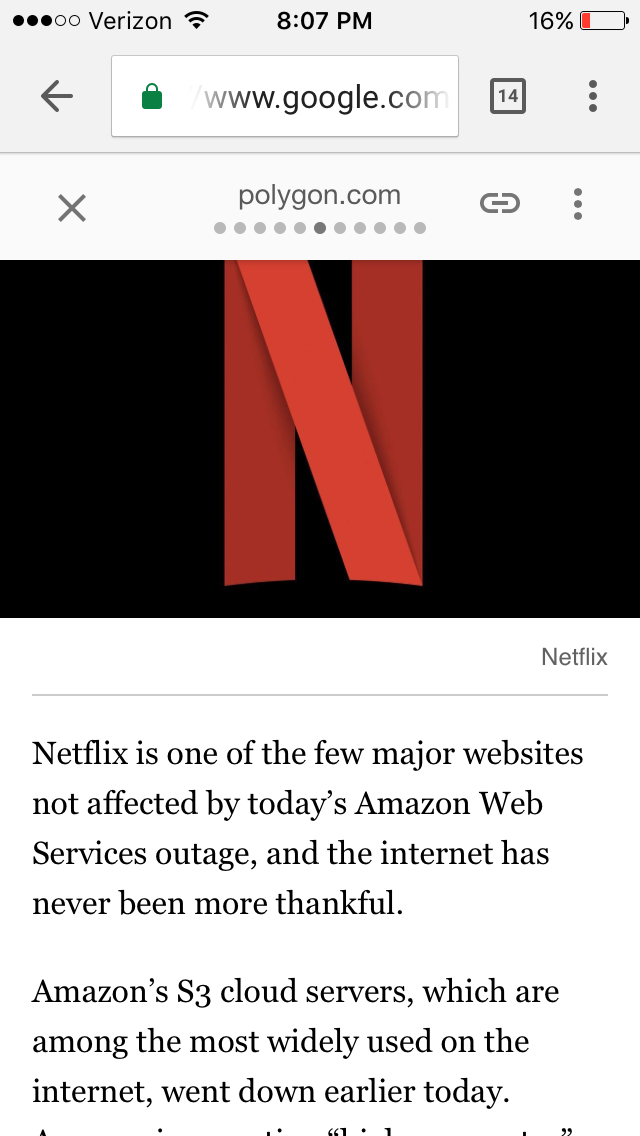 Verizon 8:07 PM 16%
www.google.com 14
polygon.com
N
Netflix
Netflix is one of the few major websites
not affected by today’s Amazon Web
Services outage, and the internet has
never been more thankful.
Amazon’s S3 cloud servers, which are
among the most widely used on the
internet, went down earlier today.